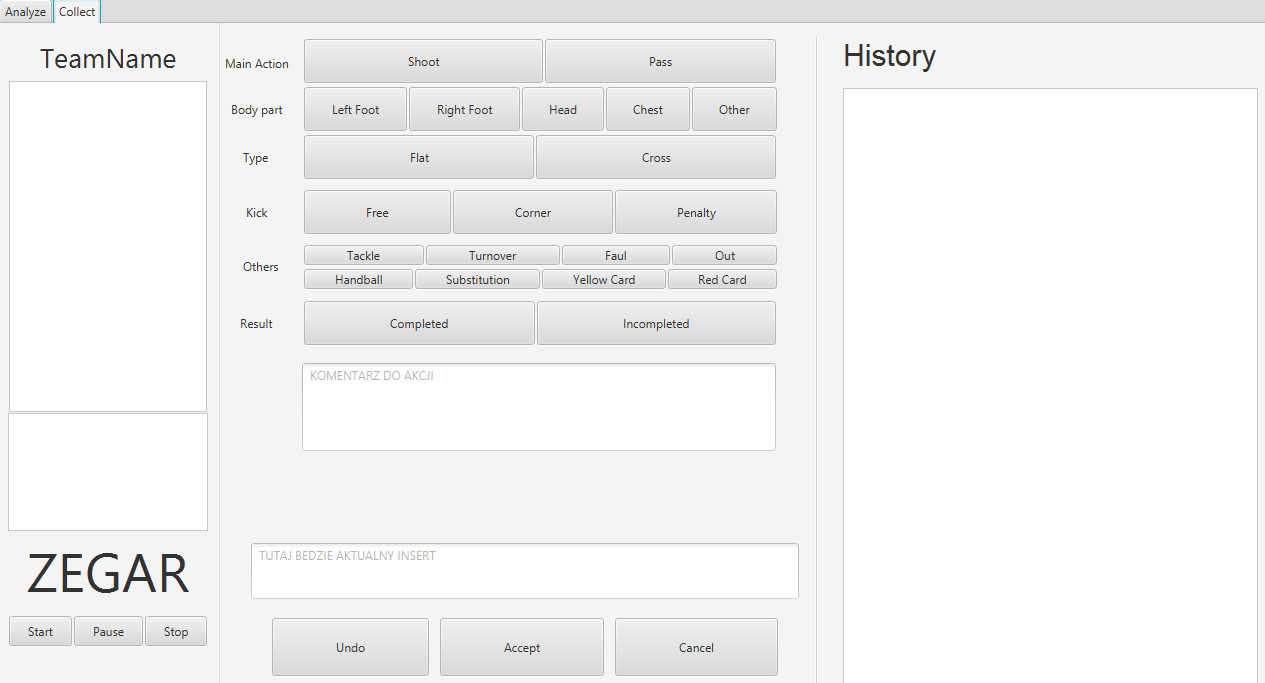 Analyze Collect
TeamName
ZEGAR
Start Pause Stop
Main Action Shoot Pass
Body part Left Foot Right Foot Head Chest Other
Type Flat Cross
Kick Free Corner Penalty
Others
Tackle Turnover Faul Out
Handball Substitution Yellow Card Red Card
Result Completed Incompleted
KOMENTARZ DO AKCJI
TUTAJ BEDZIE AKTUALNY INSERT
Undo Accept Cancel
History